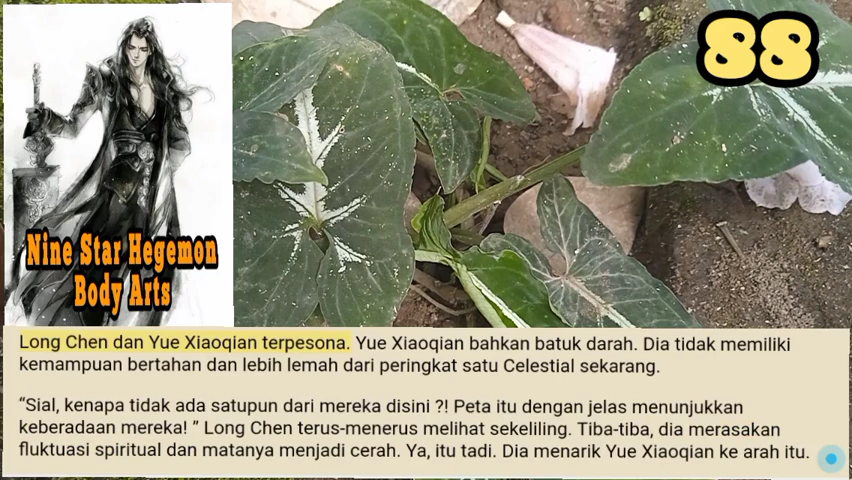 88
Nine Star Hegemon
Body Arts
Long Chen dan Yue Xiaoqian terpesona. Yue Xiaoqian bahkan batuk darah. Dia tidak memiliki
kemampuan bertahan dan lebih lemah dari peringkat satu Celestial sekarang.
“Sial, kenapa tidak ada satupun dari mereka disini ?! Peta itu dengan jelas menunjukkan
keberadaan mereka! ” Long Chen terus-menerus melihat sekeliling. Tiba-tiba, dia merasakan
fluktuasi spiritual dan matanya menjadi cerah. Ya, itu tadi. Dia menarik Yue Xiaoqian ke arah itu.